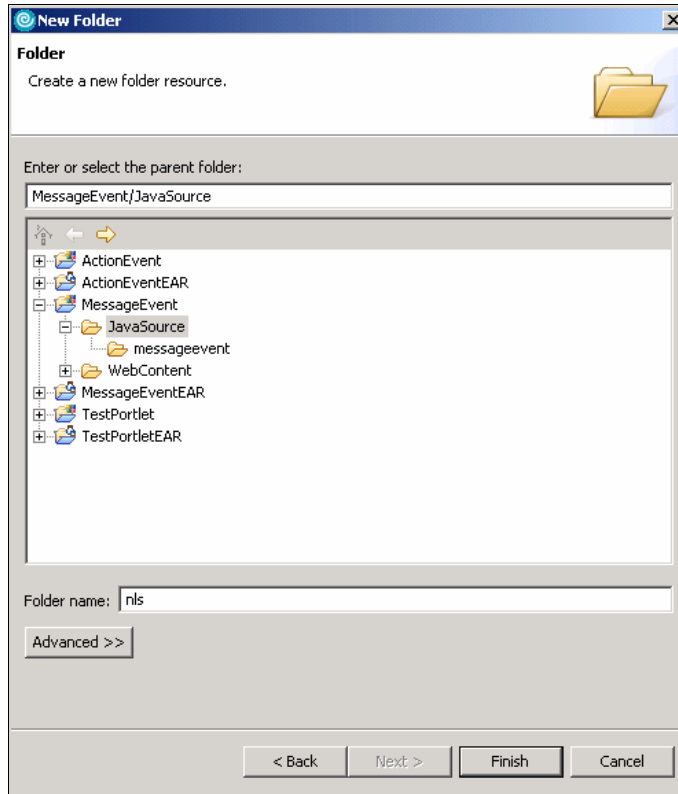 New Folder
Folder
Create a new folder resource.
Enter or select the parent folder:
MessageEvent/JavaSource
ActionEvent
ActionEventEAR
MessageEvent
JavaSource
messageevent
WebContent
MessageEventEAR
TestPortlet
TestPortletEAR
Folder name: nls
Advanced >>
< Back Next > Finish Cancel